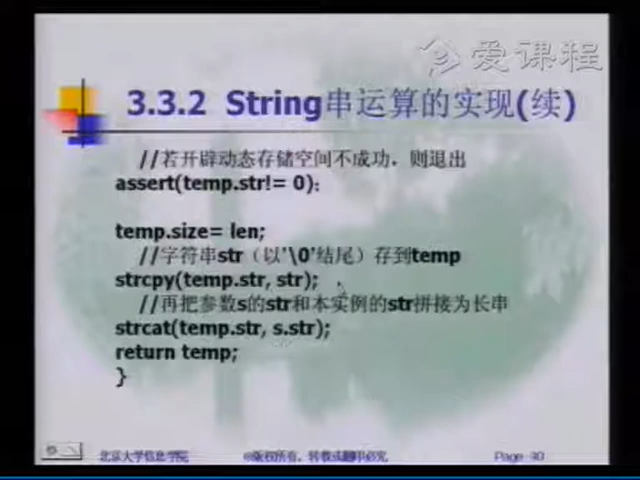 爱课程
3.3.2 String串运算的实现(续)
//若开辟动态存储空间不成功，则退出
assert(temp.str!= 0);
temp.size= len;
//字符串str（以'\0'结尾）存到temp
strcpy(temp.str, str);
//再把参数s的str和本实例的str拼接为长串
strcat(temp.str, s.str);
return temp;
}
北京大学信息学院
©版权所有，转载或翻印必究
Page 30